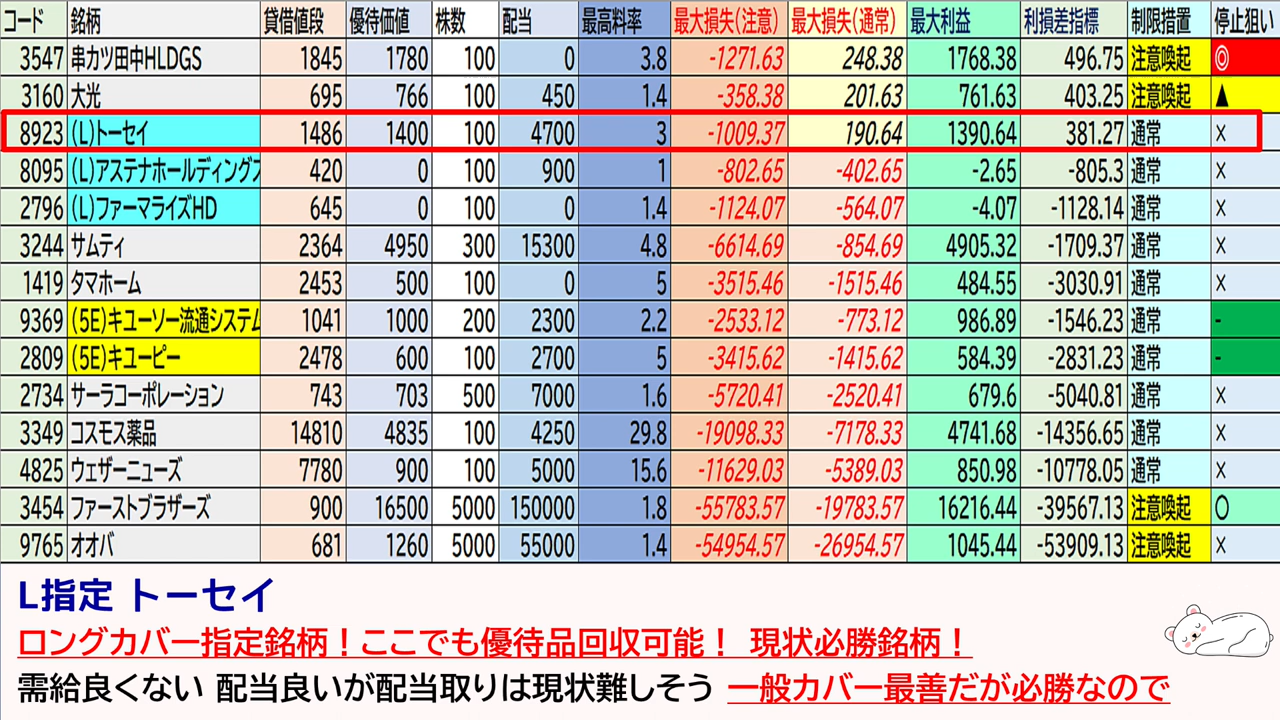 コード 銘柄 貸借値段 優待価値 株数 配当 最高料率 最大損失(注意) 最大損失(通常) 最大利益 利損差指標 制限措置 停止狙い
3547 串カツ田中HLDGS 1845 1780 100 0 3.8 -1271.63 248.38 1768.38 496.75 注意喚起 ◎
3160 大光 695 766 100 450 1.4 -358.38 201.63 761.63 403.25 注意喚起 ▲
8923 (L)トーセイ 1486 1400 100 4700 3 -1009.37 190.64 1390.64 381.27 通常 ×
8095 (L)アステナホールディングス 420 0 100 900 1 -802.65 -402.65 -2.65 -805.3 通常 ×
2796 (L)ファーマライズHD 645 0 100 0 1.4 -1124.07 -564.07 -4.07 -1128.14 通常 ×
3244 サムティ 2364 4950 300 15300 4.8 -6614.69 -854.69 4905.32 -1709.37 通常 ×
1419 タマホーム 2453 500 100 0 5 -3515.46 -1515.46 484.55 -3030.91 通常 ×
9369 (5E)キユーソー流通システム 1041 1000 200 2300 2.2 -2533.12 -773.12 986.89 -1546.23 通常 -
2809 (5E)キユーピー 2478 600 100 2700 5 -3415.62 -1415.62 584.39 -2831.23 通常 -
2734 サーラコーポレーション 743 703 500 7000 1.6 -5720.41 -2520.41 679.6 -5040.81 通常 ×
3349 コスモス薬品 14810 4835 100 4250 29.8 -19098.33 -7178.33 4741.68 -14356.65 通常 ×
4825 ウェザーニューズ 7780 900 100 5000 15.6 -11629.03 -5389.03 850.98 -10778.05 通常 ×
3454 ファーストブラザーズ 900 16500 5000 150000 1.8 -55783.57 -19783.57 16216.44 -39567.13 注意喚起 ○
9765 オオバ 681 1260 5000 55000 1.4 -54954.57 -26954.57 1045.44 -53909.13 注意喚起 ×
L指定 トーセイ
ロングカバー指定銘柄！ここでも優待品回収可能！ 現状必勝銘柄！
需給良くない 配当良いが配当取りは現状難しそう 一般カバー最善だが必勝なので